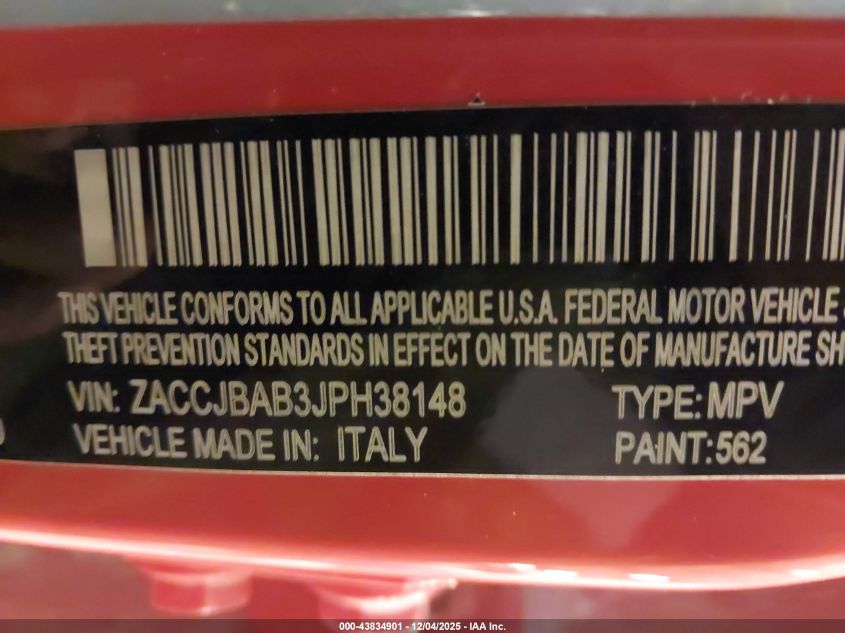 THIS VEHICLE CONFORMS TO ALL APPLICABLE U.S.A. FEDERAL MOTOR VEHICLE
THEFT PREVENTION STANDARDS IN EFFECT ON THE DATE OF MANUFACTURE SH
VIN: ZACCJBAB3JPH38148 TYPE: MPV
VEHICLE MADE IN: ITALY PAINT: 562
000-43834901 - 12/04/2025 - IAA Inc.